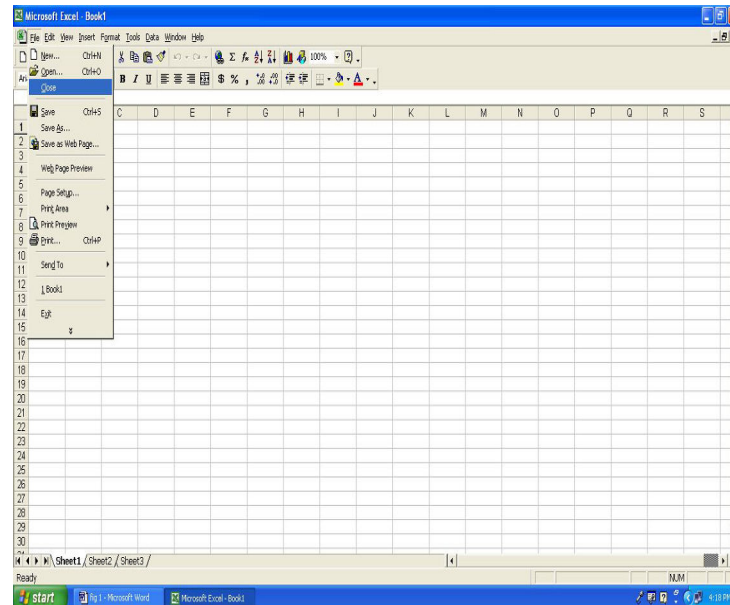 Microsoft Excel - Book1
File Edit View Insert Format Tools Data Window Help
100%
B I U $ % ,
New... Ctrl+N
Open... Ctrl+O
Close
Save Ctrl+S
Save As...
Save as Web Page...
Web Page Preview
Page Setup...
Print Area
Print Preview
Print... Ctrl+P
Send To
1 Book1
Exit
C D E F G H I J K L M N O P Q R S
1
2
3
4
5
6
7
8
9
10
11
12
13
14
15
16
17
18
19
20
21
22
23
24
25
26
27
28
29
30
Sheet1 Sheet2 Sheet3
Ready NUM
start fig 1 - Microsoft Word Microsoft Excel - Book1 4:18 PM